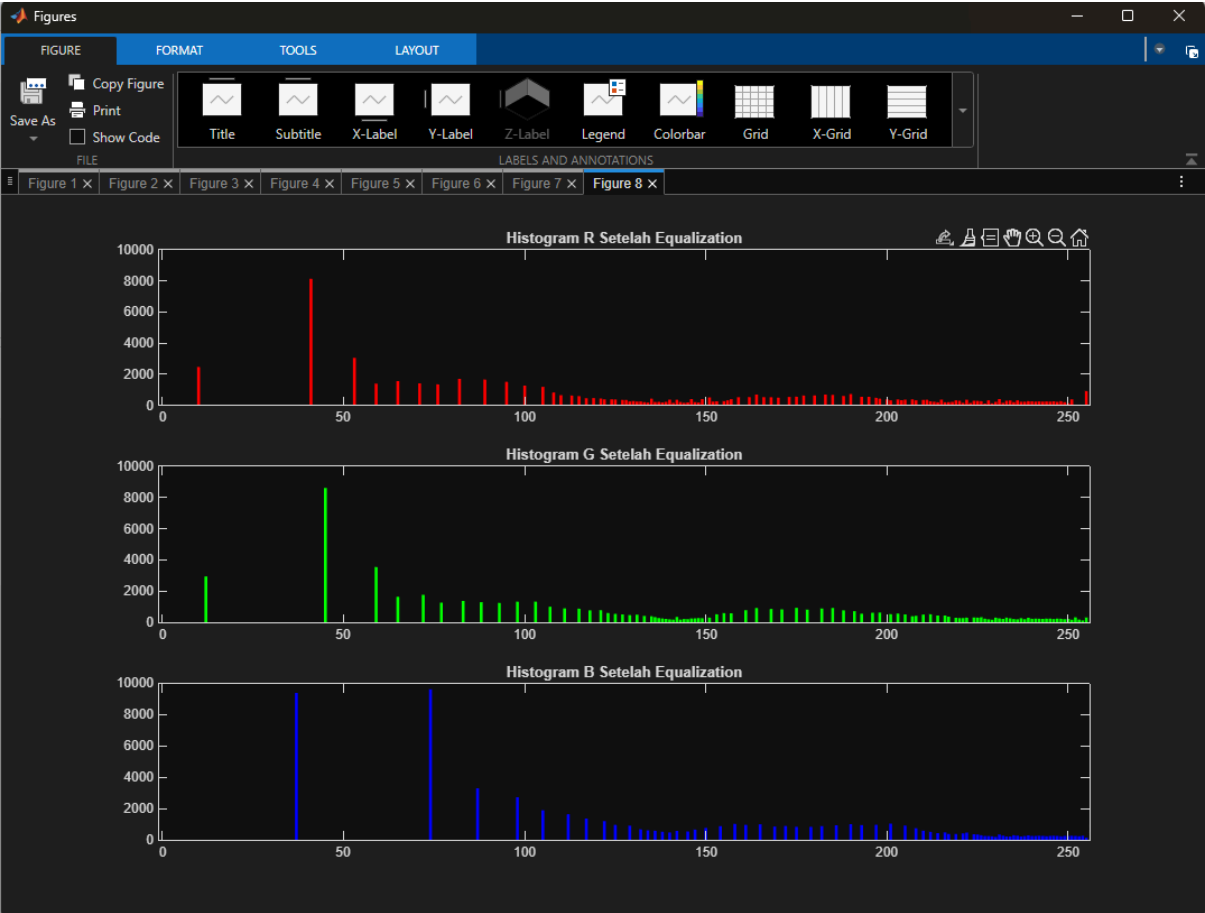 Figures
FIGURE FORMAT TOOLS LAYOUT
Save As
Copy Figure
Print
Show Code
FILE
Title Subtitle X-Label Y-Label Z-Label Legend Colorbar Grid X-Grid Y-Grid
LABELS AND ANNOTATIONS
Figure 1 Figure 2 Figure 3 Figure 4 Figure 5 Figure 6 Figure 7 Figure 8
Histogram R Setelah Equalization
10000
8000
6000
4000
2000
0
0 50 100 150 200 250
Histogram G Setelah Equalization
10000
8000
6000
4000
2000
0
0 50 100 150 200 250
Histogram B Setelah Equalization
10000
8000
6000
4000
2000
0
0 50 100 150 200 250